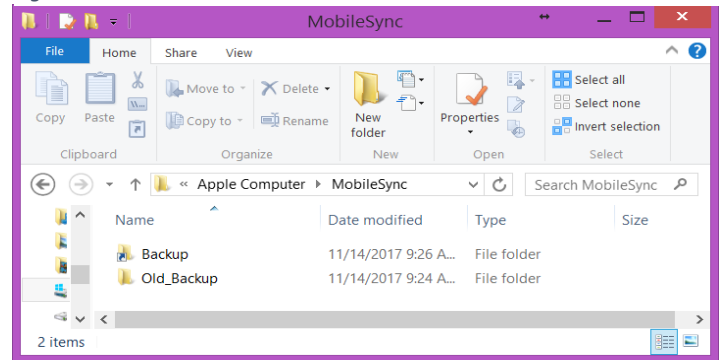 MobileSync
File Home Share View
Copy Paste W... Move to Copy to Delete Rename New folder Properties Select all Select none Invert selection
Clipboard Organize New Open Select
« Apple Computer MobileSync Search MobileSync
Name Date modified Type Size
Backup 11/14/2017 9:26 A... File folder
Old_Backup 11/14/2017 9:24 A... File folder
2 items